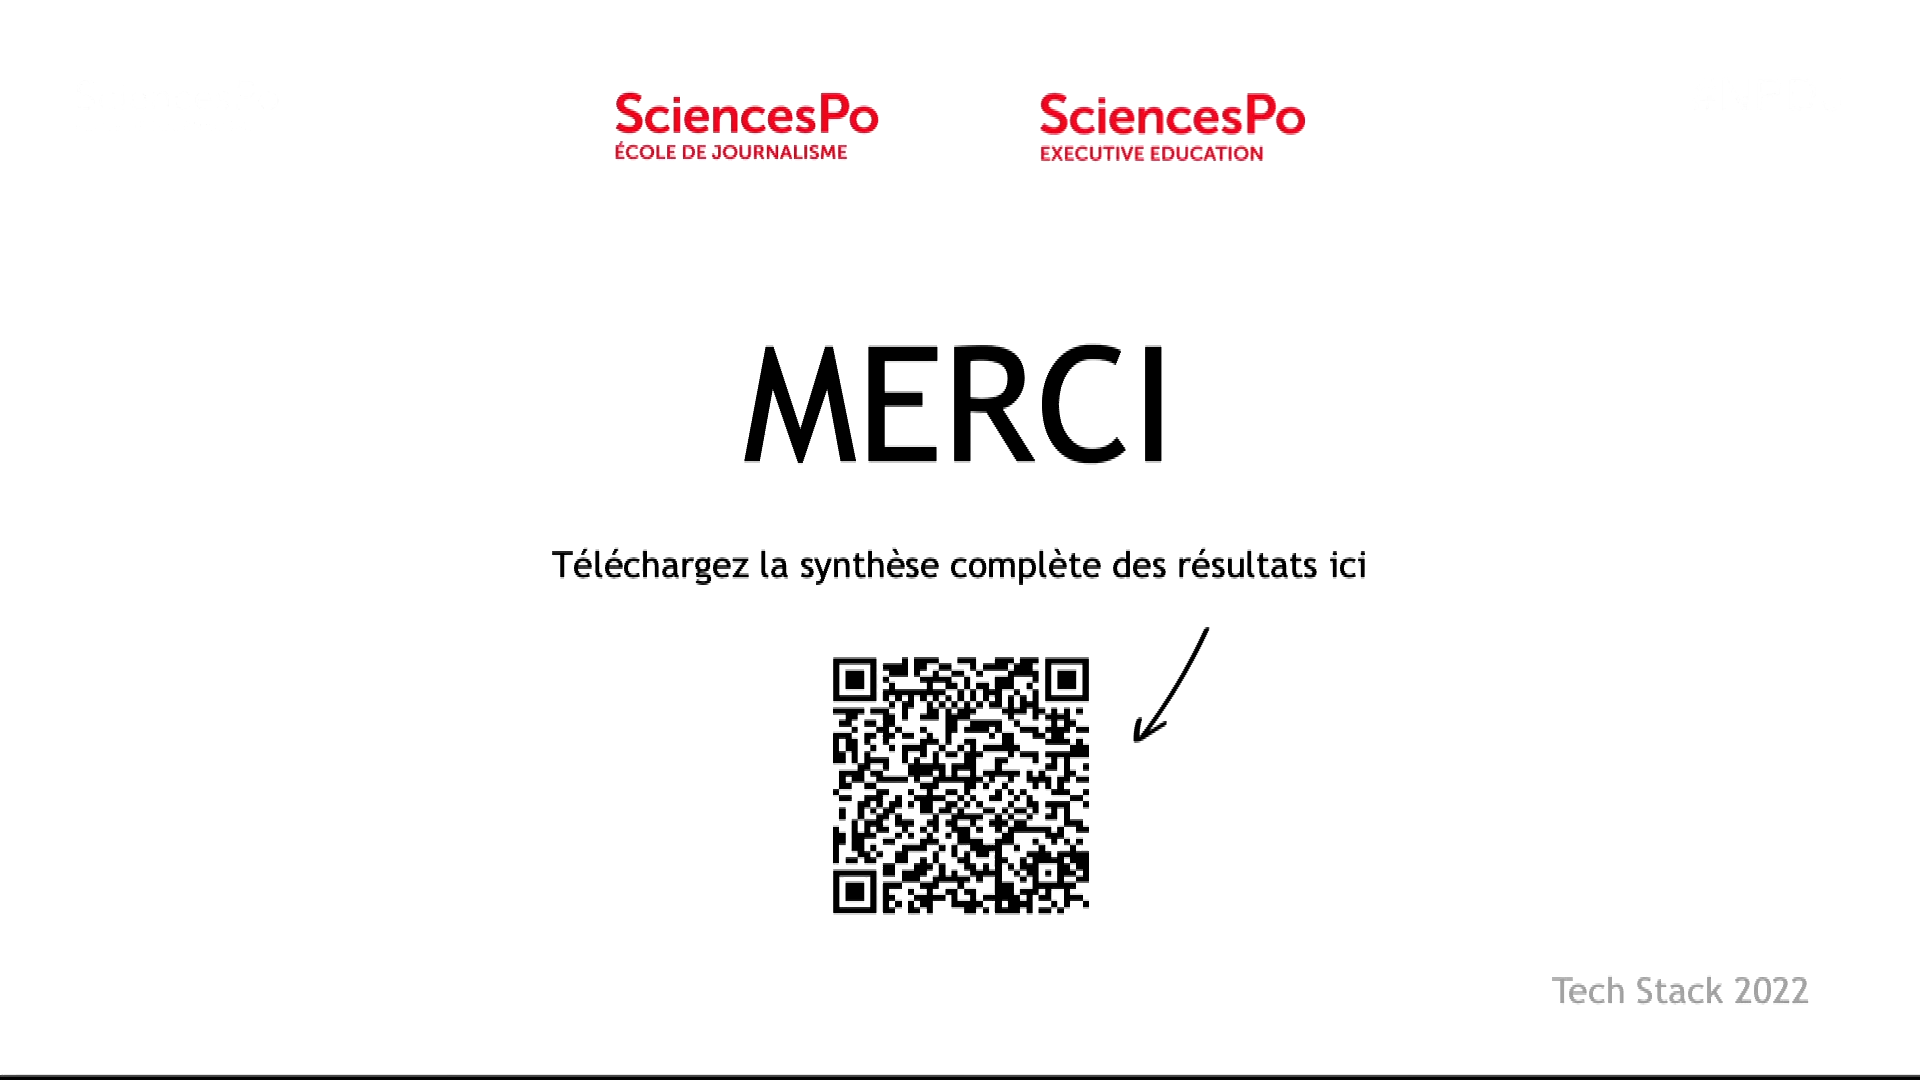 SciencesPo
ÉCOLE DE JOURNALISME
SciencesPo
EXECUTIVE EDUCATION
MERCI
Téléchargez la synthèse complète des résultats ici
Tech Stack 2022